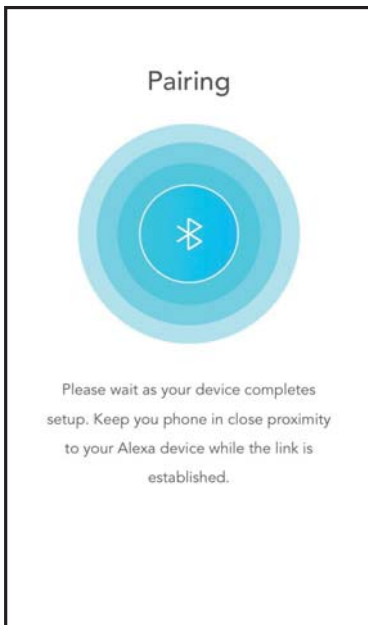 Pairing
Please wait as your device completes
setup. Keep you phone in close proximity
to your Alexa device while the link is
established.